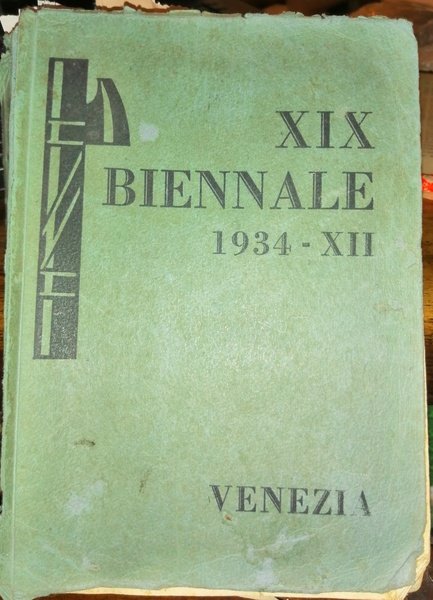 XIX
BIENNALE
1934 - XII
VENEZIA